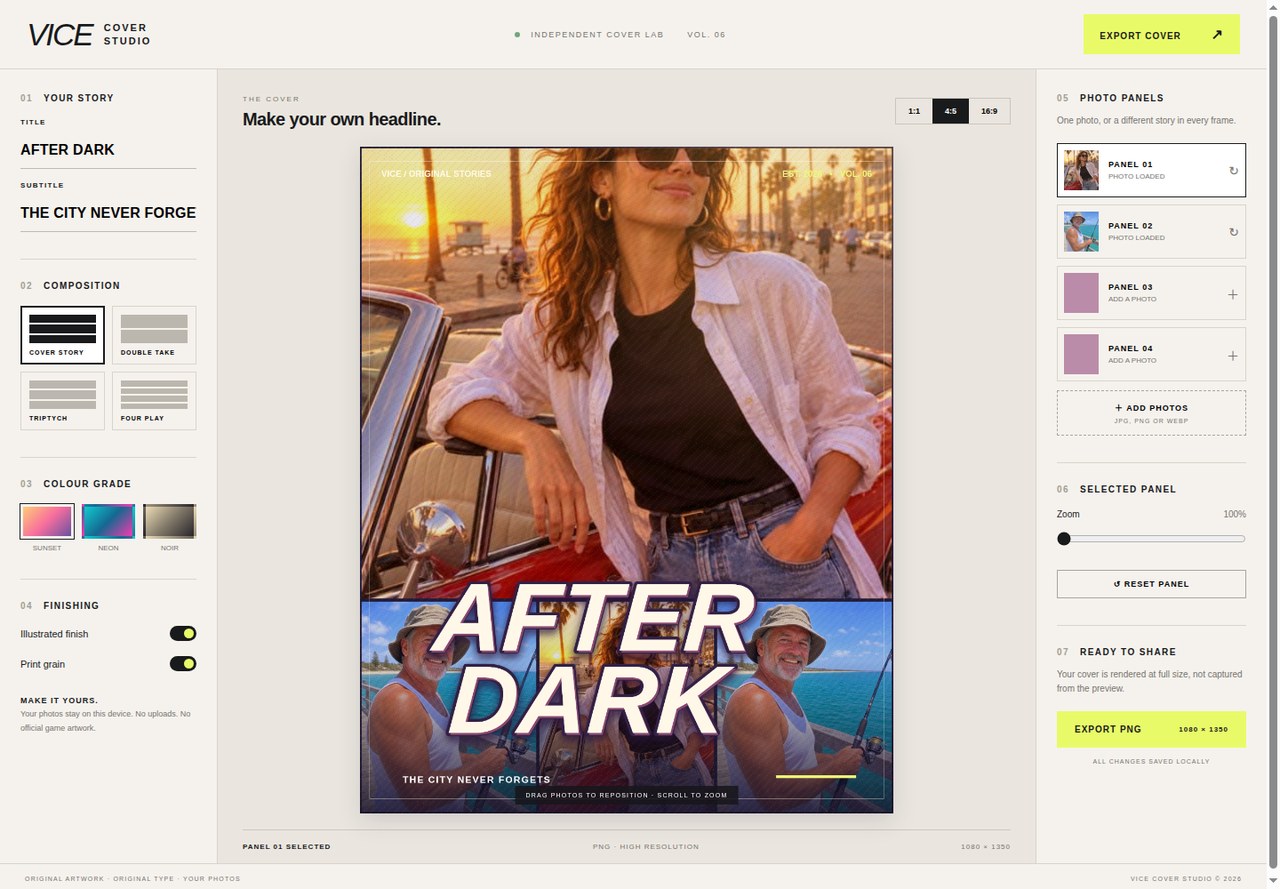 VICE COVER STUDIO
INDEPENDENT COVER LAB VOL. 06
EXPORT COVER ↗
01 YOUR STORY
TITLE
AFTER DARK
SUBTITLE
THE CITY NEVER FORGE
02 COMPOSITION
COVER STORY
DOUBLE TAKE
TRIPTYCH
FOUR PLAY
03 COLOUR GRADE
SUNSET
NEON
NOIR
04 FINISHING
Illustrated finish
Print grain
MAKE IT YOURS.
Your photos stay on this device. No uploads. No
official game artwork.
THE COVER
Make your own headline.
1:1 4:5 16:9
VICE / ORIGINAL STORIES
VOL. 06
AFTER
DARK
THE CITY NEVER FORGETS
DRAG PHOTOS TO REPOSITION · SCROLL TO ZOOM
PANEL 01 SELECTED
PNG · HIGH RESOLUTION
1080 × 1350
05 PHOTO PANELS
One photo, or a different story in every frame.
PANEL 01
PHOTO LOADED
↻
PANEL 02
PHOTO LOADED
↻
PANEL 03
ADD A PHOTO
+
PANEL 04
ADD A PHOTO
+
+ ADD PHOTOS
JPG, PNG OR WEBP
06 SELECTED PANEL
Zoom 100%
↺ RESET PANEL
07 READY TO SHARE
Your cover is rendered at full size, not captured
from the preview.
EXPORT PNG 1080 × 1350
ALL CHANGES SAVED LOCALLY
ORIGINAL ARTWORK · ORIGINAL TYPE · YOUR PHOTOS
VICE COVER STUDIO © 2026